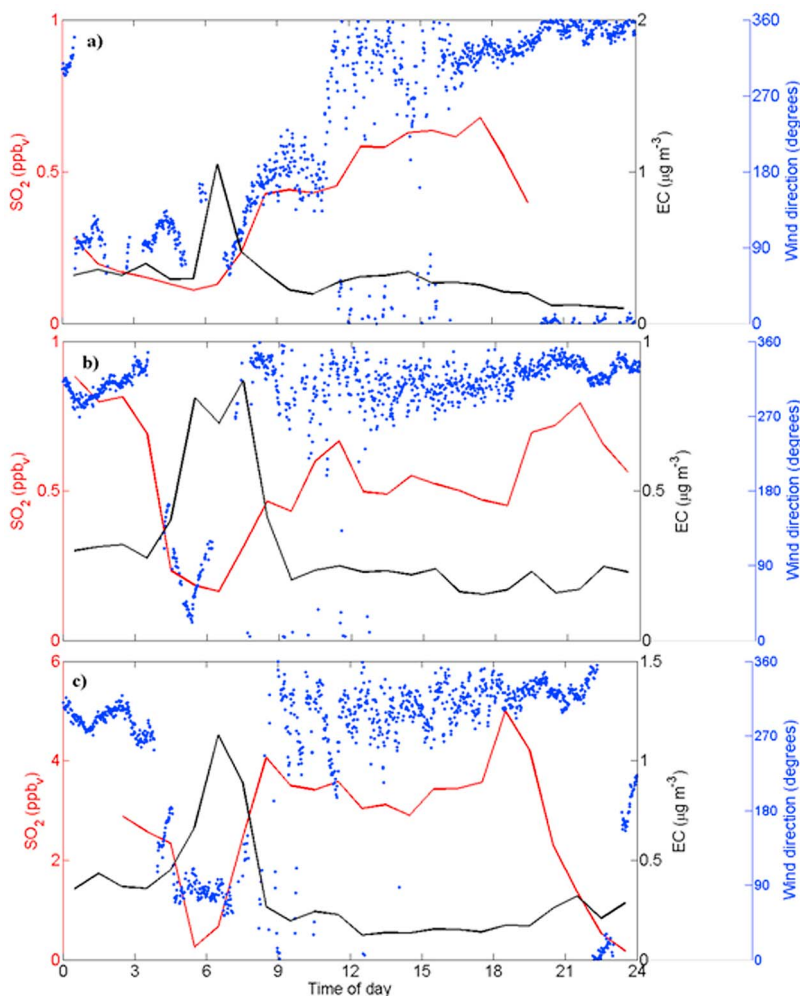 a)
1
0.5
0
SO2 (ppbv)
2
1
0
EC (µg m-3)
360
270
180
90
0
Wind direction (degrees)
b)
1
0.5
0
SO2 (ppbv)
1
0.5
0
EC (µg m-3)
360
270
180
90
0
Wind direction (degrees)
c)
6
4
2
0
SO2 (ppbv)
1.5
1
0.5
0
EC (µg m-3)
360
270
180
90
0
Wind direction (degrees)
0 3 6 9 12 15 18 21 24
Time of day